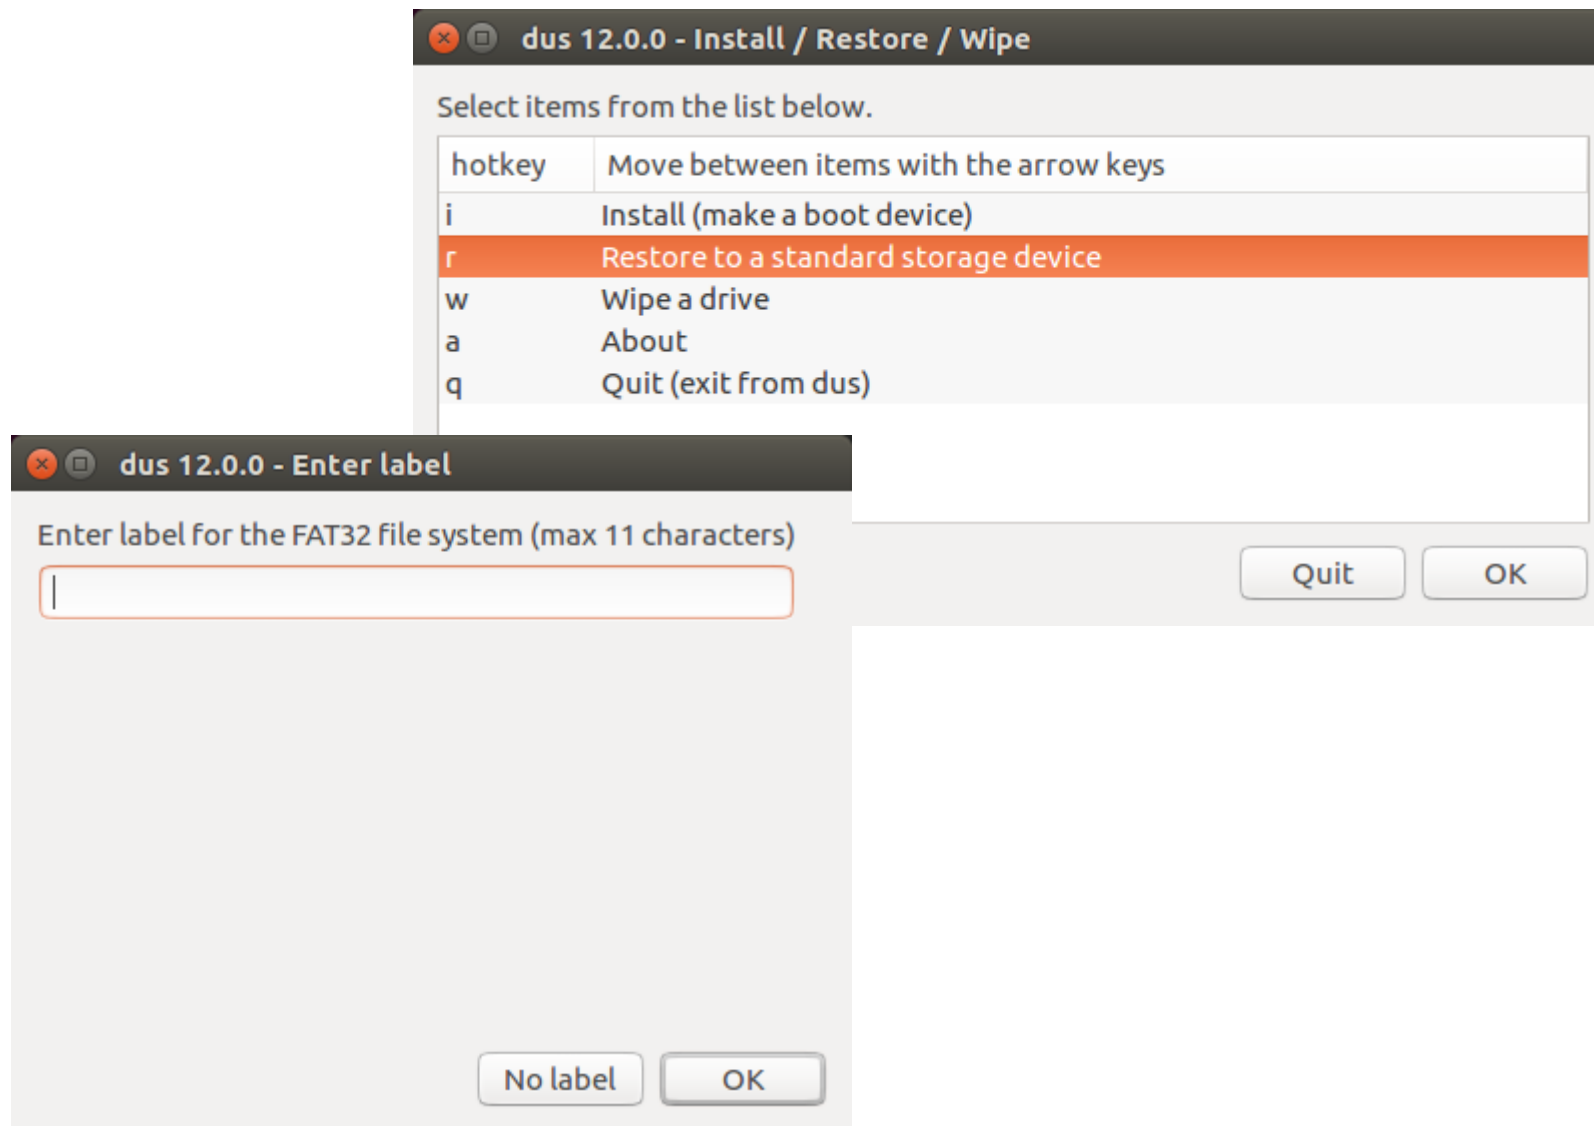 dus 12.0.0 - Install / Restore / Wipe
Select items from the list below.
hotkey Move between items with the arrow keys
i Install (make a boot device)
r Restore to a standard storage device
w Wipe a drive
a About
q Quit (exit from dus)
Quit OK
dus 12.0.0 - Enter label
Enter label for the FAT32 file system (max 11 characters)
No label OK